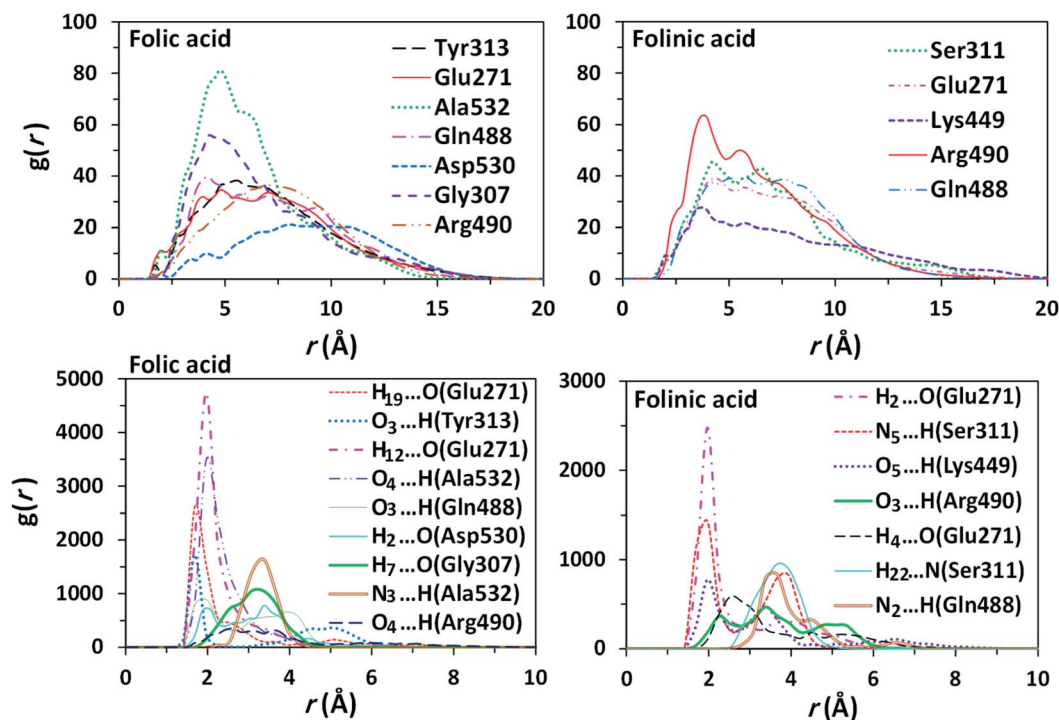 Folic acid
Tyr313
Glu271
Ala532
Gln488
Asp530
Gly307
Arg490
100
80
60
40
20
0
g(r)
0 5 10 15 20
r (Å)
Folinic acid
Ser311
Glu271
Lys449
Arg490
Gln488
100
80
60
40
20
0
0 5 10 15 20
r (Å)
Folic acid
H19...O(Glu271)
O3...H(Tyr313)
H12...O(Glu271)
O4...H(Ala532)
O3...H(Gln488)
H2...O(Asp530)
H7...O(Gly307)
N3...H(Ala532)
O4...H(Arg490)
5000
4000
3000
2000
1000
0
g(r)
0 2 4 6 8 10
r (Å)
Folinic acid
H2...O(Glu271)
N5...H(Ser311)
O5...H(Lys449)
O3...H(Arg490)
H4...O(Glu271)
H22...N(Ser311)
N2...H(Gln488)
3000
2000
1000
0
0 2 4 6 8 10
r (Å)